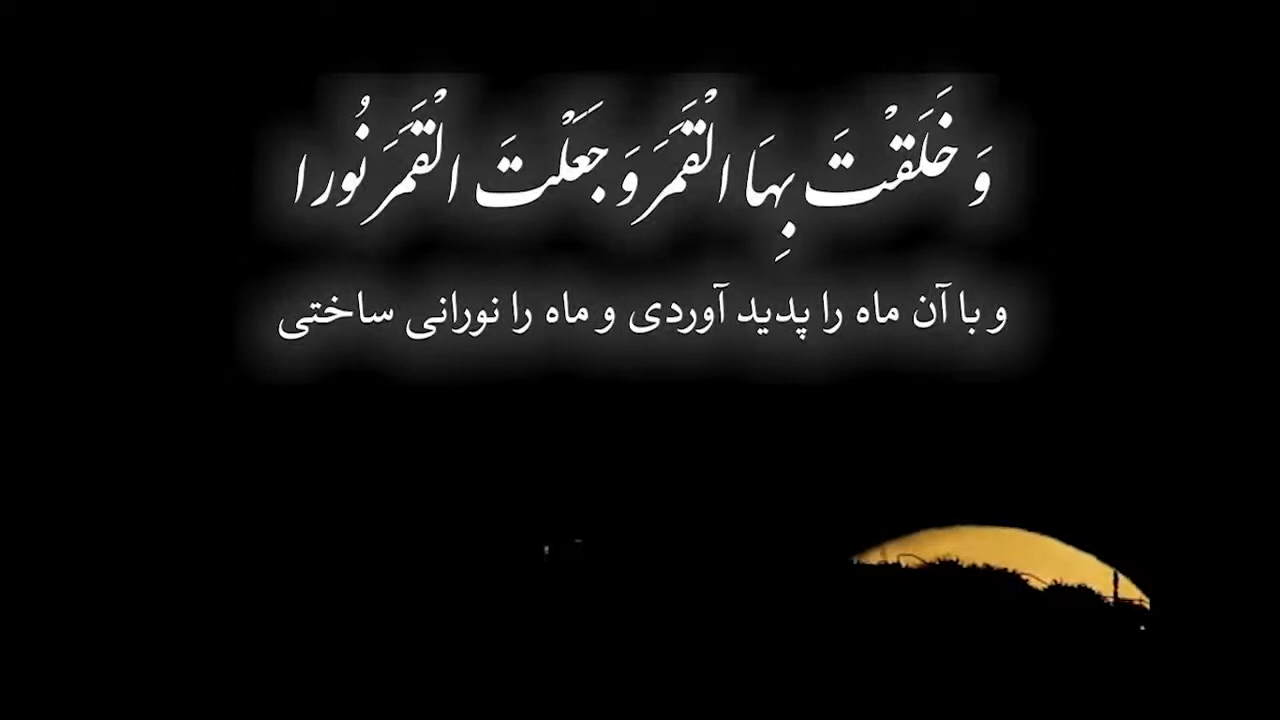 وَ خَلَقْتَ بِهَا الْقَمَرَ وَ جَعَلْتَ الْقَمَرَ نُورا
و با آن ماه را پدید آوردی و ماه را نورانی ساختی